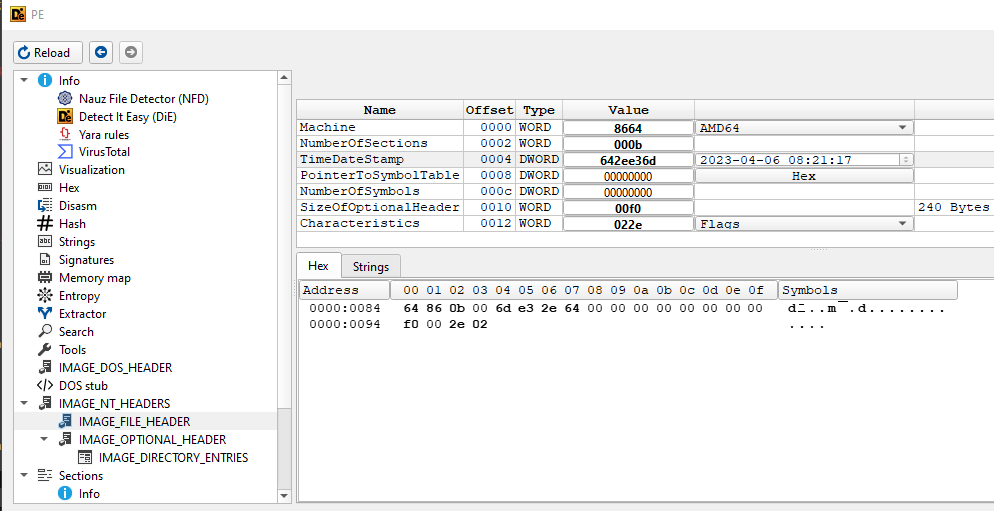 PE
Reload
Info
Nauz File Detector (NFD)
Detect It Easy (DiE)
Yara rules
VirusTotal
Visualization
Hex
Disasm
Hash
Strings
Signatures
Memory map
Entropy
Extractor
Search
Tools
IMAGE_DOS_HEADER
DOS stub
IMAGE_NT_HEADERS
IMAGE_FILE_HEADER
IMAGE_OPTIONAL_HEADER
IMAGE_DIRECTORY_ENTRIES
Sections
Info
Name Offset Type Value
Machine 0000 WORD 8664 AMD64
NumberOfSections 0002 WORD 000b
TimeDateStamp 0004 DWORD 642ee36d 2023-04-06 08:21:17
PointerToSymbolTable 0008 DWORD 00000000 Hex
NumberOfSymbols 000c DWORD 00000000
SizeOfOptionalHeader 0010 WORD 00f0 240 Bytes
Characteristics 0012 WORD 022e Flags
Hex Strings
Address 00 01 02 03 04 05 06 07 08 09 0a 0b 0c 0d 0e 0f Symbols
0000:0084 64 86 0b 00 6d e3 2e 64 00 00 00 00 00 00 00 00
0000:0094 f0 00 2e 02 ....